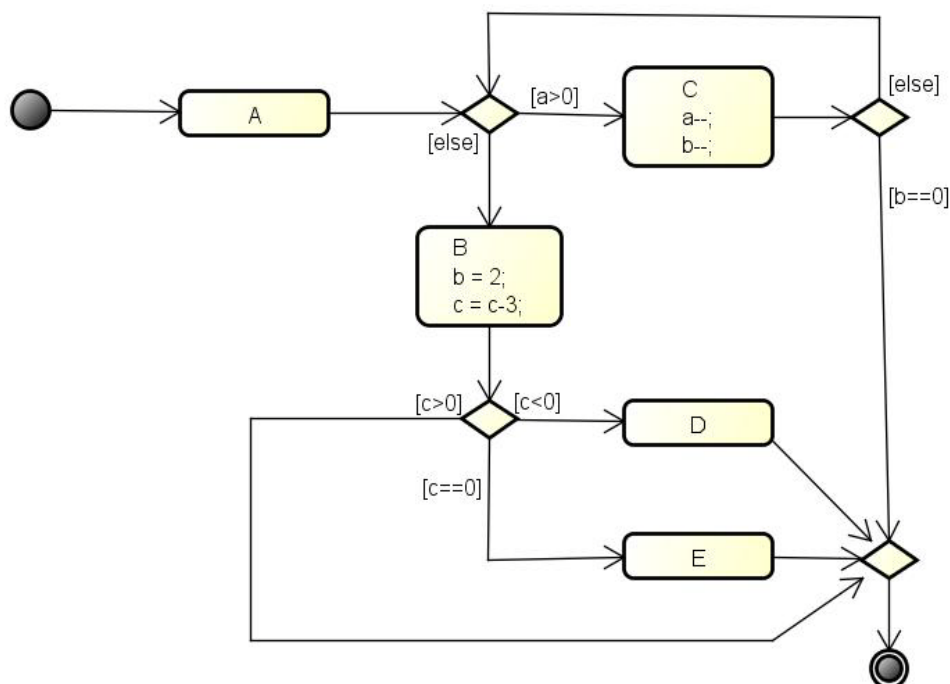 A
[else]
[a>0]
C
a--;
b--;
[else]
[b==0]
B
b = 2;
c = c-3;
[c>0]
[c<0]
D
[c==0]
E